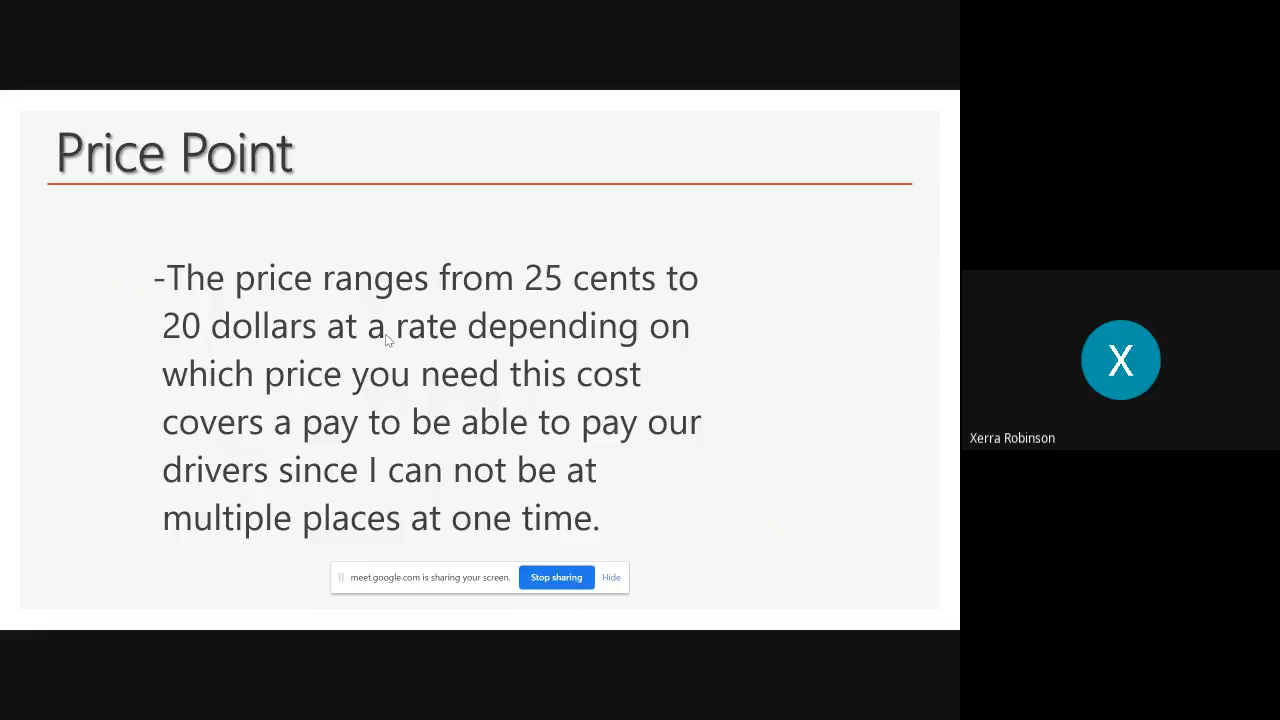 Price Point
-The price ranges from 25 cents to
20 dollars at a rate depending on
which price you need this cost
covers a pay to be able to pay our
drivers since I can not be at
multiple places at one time.
meet.google.com is sharing your screen. Stop sharing Hide
X
Xerra Robinson